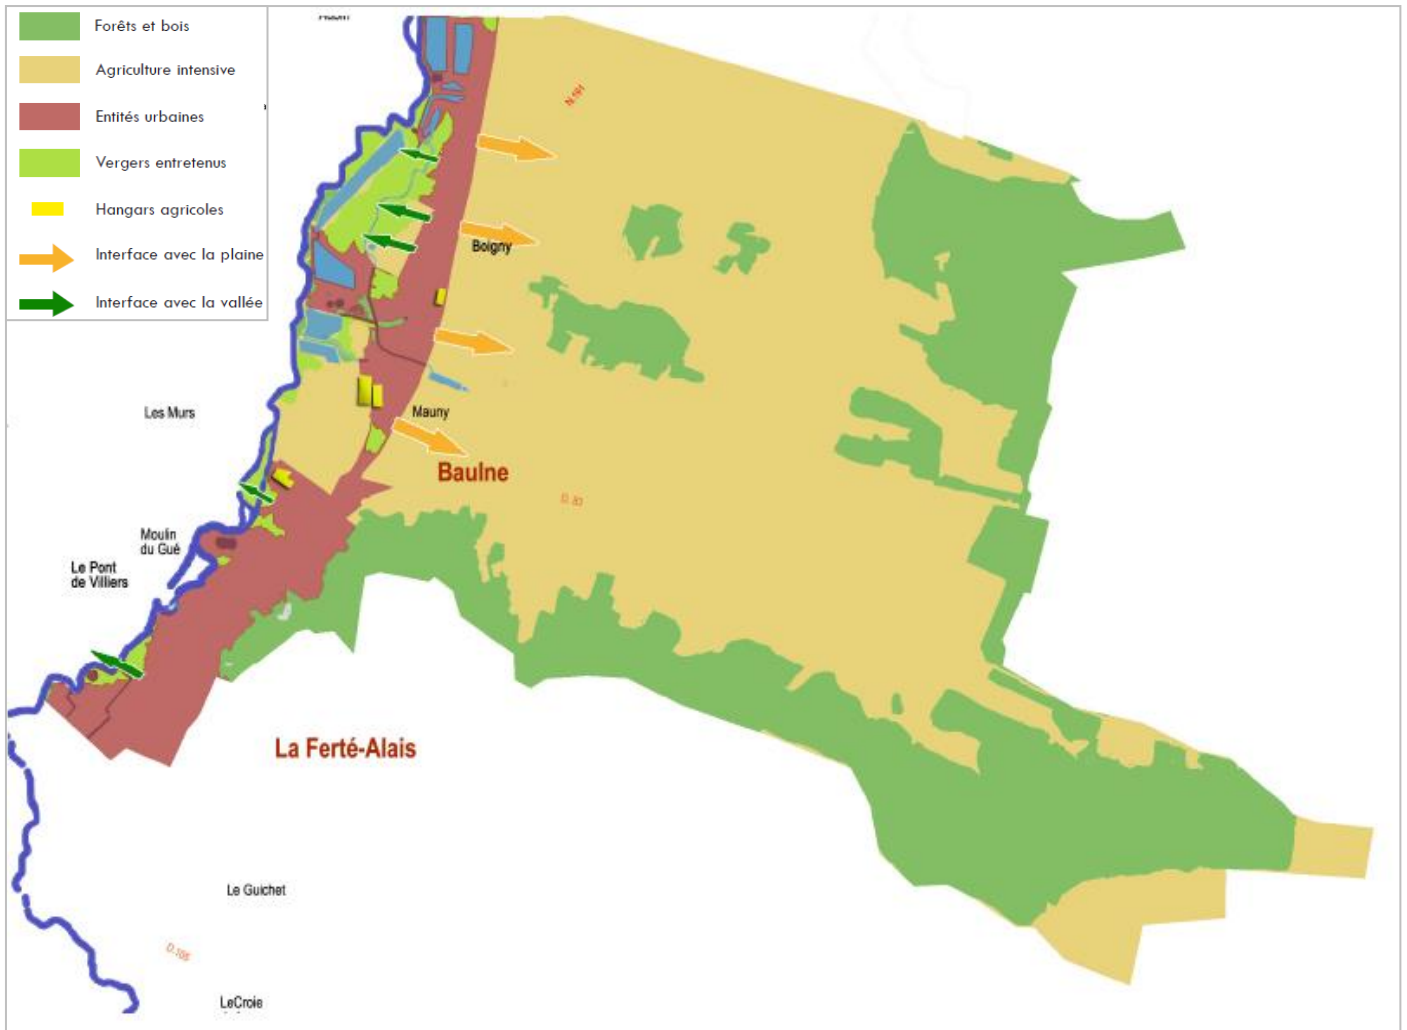 Forêts et bois
Agriculture intensive
Entités urbaines
Vergers entretenus
Hangars agricoles
Interface avec la plaine
Interface avec la vallée
N.191
Boigny
Les Murs
Mauny
Baulne
D. 83
Moulin
du Gué
Le Pont
de Villiers
La Ferté-Alais
Le Guichet
D.105
LeCroie